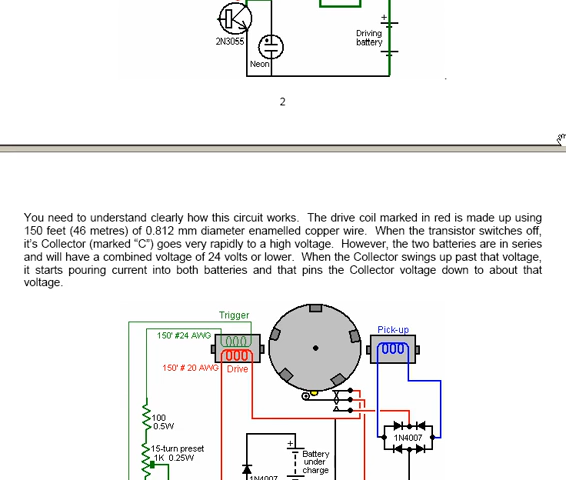 2N3055
Neon
+
Driving
battery
2
You need to understand clearly how this circuit works. The drive coil marked in red is made up using
150 feet (46 metres) of 0.812 mm diameter enamelled copper wire. When the transistor switches off,
it's Collector (marked "C") goes very rapidly to a high voltage. However, the two batteries are in series
and will have a combined voltage of 24 volts or lower. When the Collector swings up past that voltage,
it starts pouring current into both batteries and that pins the Collector voltage down to about that
voltage.
Trigger
150' #24 AWG
Pick-up
150' # 20 AWG
Drive
100
0.5W
15-turn preset
1K 0.25W
1N4007
+
Battery
under
charge
1N4007